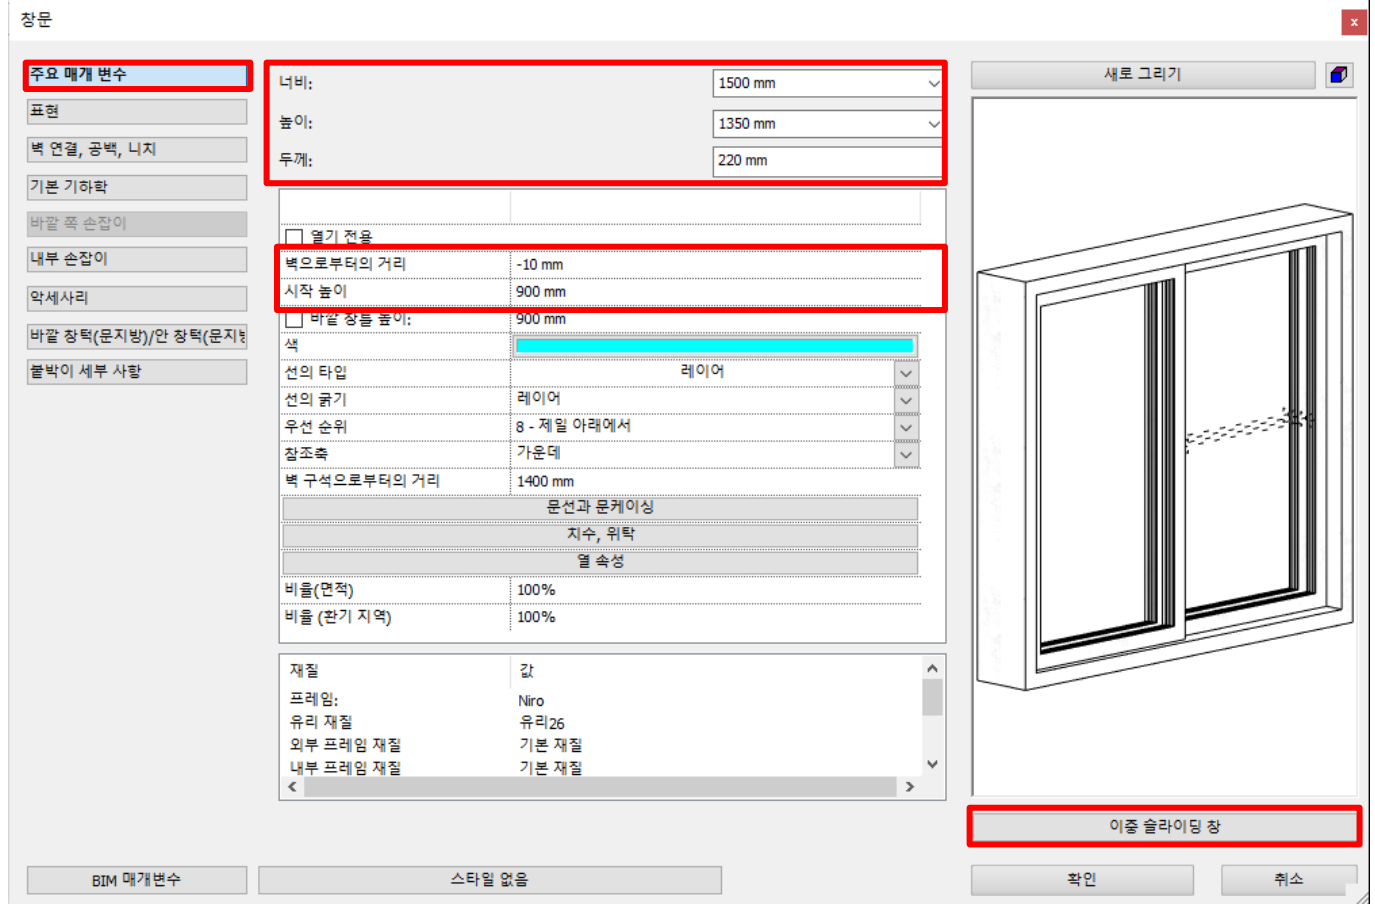 창문
x
주요 매개 변수
표현
벽 연결, 공백, 니치
기본 기하학
바깥 쪽 손잡이
내부 손잡이
악세사리
바깥 창턱(문지방)/안 창턱(문지방
붙박이 세부 사항
너비: 1500 mm
높이: 1350 mm
두께: 220 mm
열기 전용
벽으로부터의 거리 -10 mm
시작 높이 900 mm
바깥 창틀 높이: 900 mm
색
선의 타입 레이어
선의 굵기 레이어
우선 순위 8 - 제일 아래에서
참조축 가운데
벽 구석으로부터의 거리 1400 mm
문선과 문케이싱
치수, 위탁
열 속성
비율(면적) 100%
비율 (환기 지역) 100%
재질 값
프레임: Niro
유리 재질 유리26
외부 프레임 재질 기본 재질
내부 프레임 재질 기본 재질
새로 그리기
이중 슬라이딩 창
BIM 매개변수
스타일 없음
확인
취소